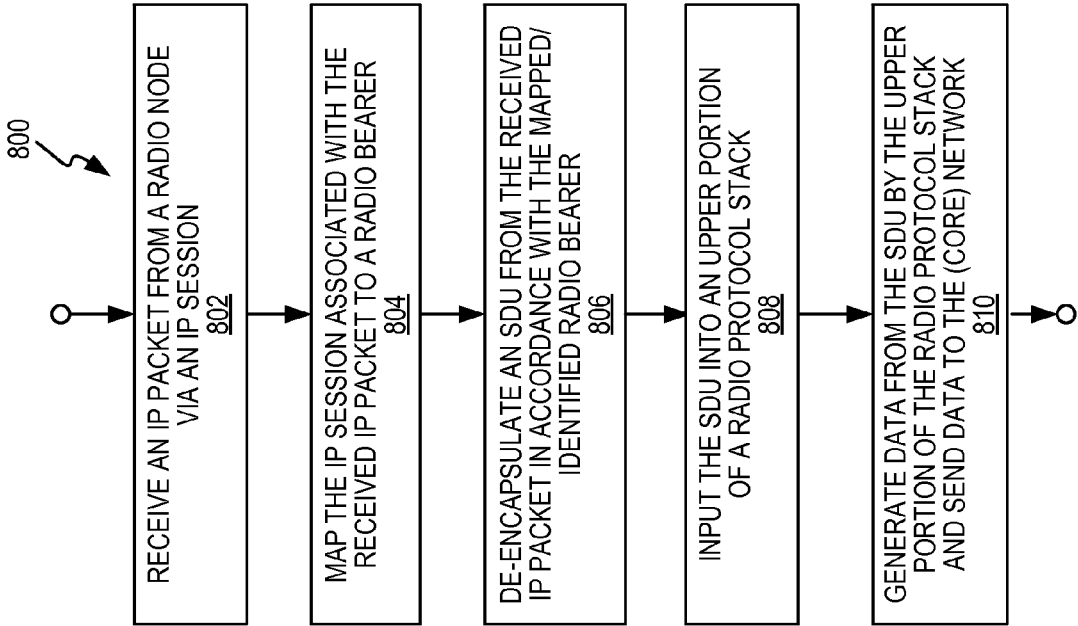 800
RECEIVE AN IP PACKET FROM A RADIO NODE
VIA AN IP SESSION
802
MAP THE IP SESSION ASSOCIATED WITH THE
RECEIVED IP PACKET TO A RADIO BEARER
804
DE-ENCAPSULATE AN SDU FROM THE RECEIVED
IP PACKET IN ACCORDANCE WITH THE MAPPED/
IDENTIFIED RADIO BEARER
806
INPUT THE SDU INTO AN UPPER PORTION
OF A RADIO PROTOCOL STACK
808
GENERATE DATA FROM THE SDU BY THE UPPER
PORTION OF THE RADIO PROTOCOL STACK
AND SEND DATA TO THE (CORE) NETWORK
810